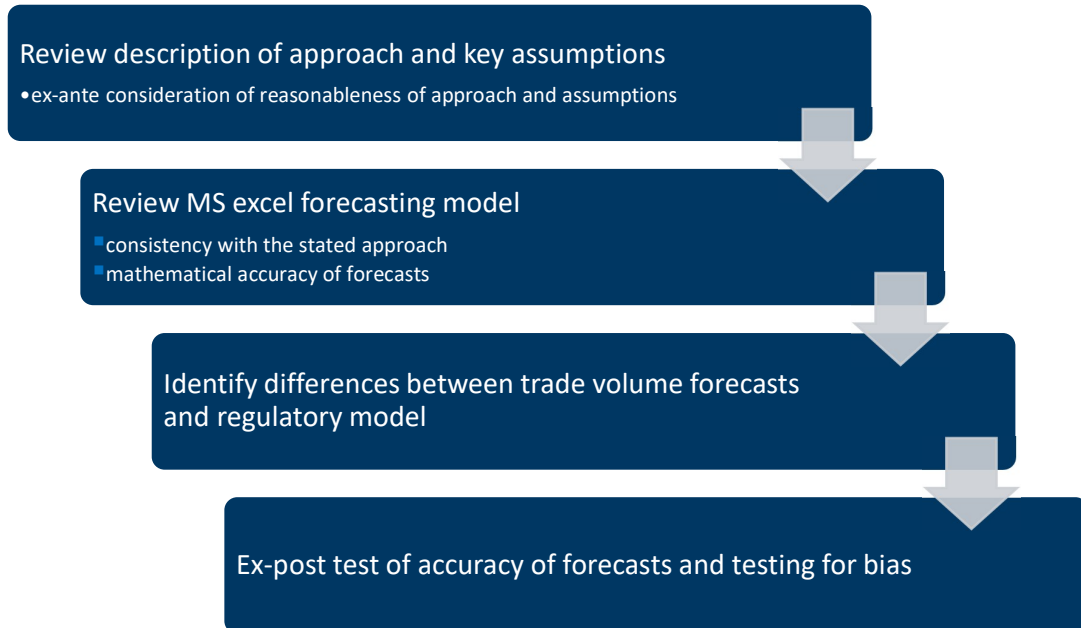 Review description of approach and key assumptions
•ex-ante consideration of reasonableness of approach and assumptions
Review MS excel forecasting model
▪consistency with the stated approach
▪mathematical accuracy of forecasts
Identify differences between trade volume forecasts
and regulatory model
Ex-post test of accuracy of forecasts and testing for bias